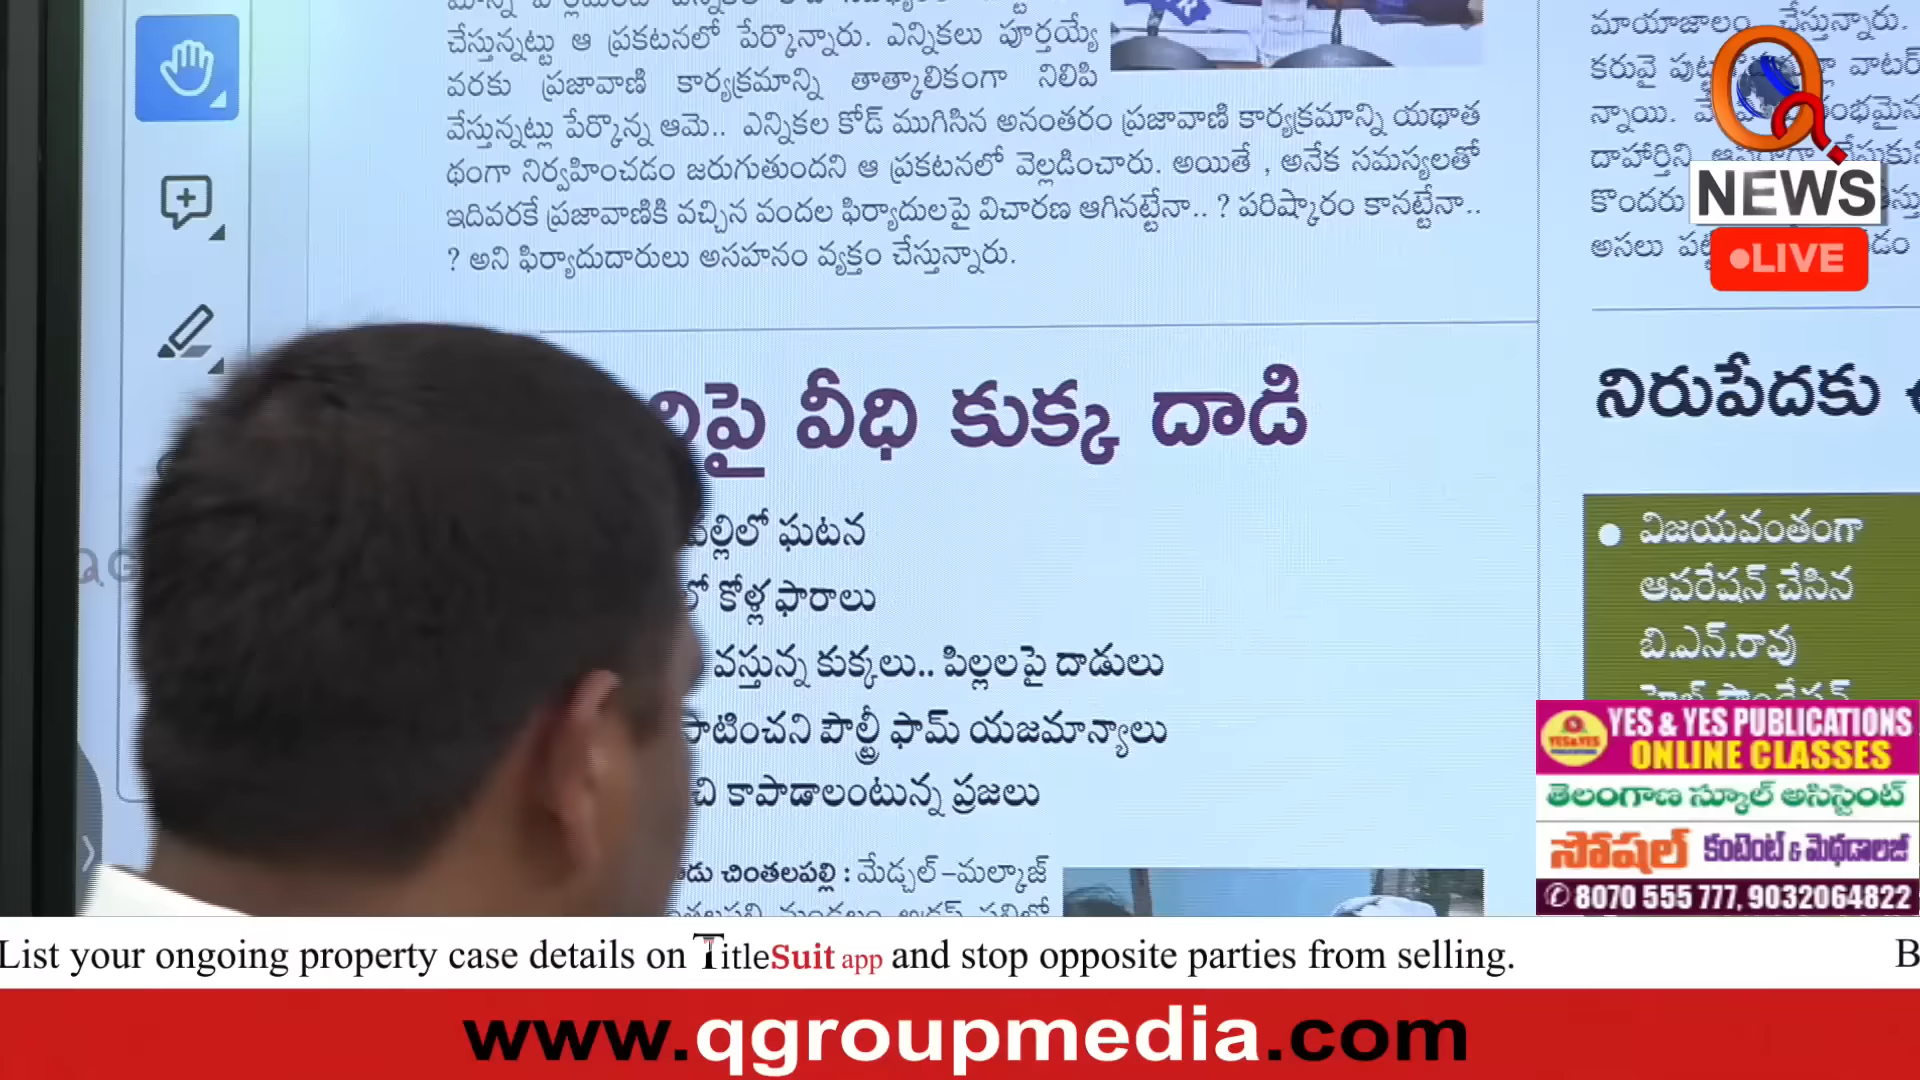 చేస్తున్నట్టు ఆ ప్రకటనలో పేర్కొన్నారు. ఎన్నికలు పూర్తయ్యే
వరకు ప్రజావాణి కార్యక్రమాన్ని తాత్కాలికంగా నిలిపి
వేస్తున్నట్లు పేర్కొన్న ఆమె.. ఎన్నికల కోడ్ ముగిసిన అనంతరం ప్రజావాణి కార్యక్రమాన్ని యథాత
థంగా నిర్వహించడం జరుగుతుందని ఆ ప్రకటనలో వెల్లడించారు. అయితే , అనేక సమస్యలతో
ఇదివరకే ప్రజావాణికి వచ్చిన వందల ఫిర్యాదులపై విచారణ ఆగినట్టేనా.. ? పరిష్కారం కానట్టేనా..
? అని ఫిర్యాదుదారులు అసహనం వ్యక్తం చేస్తున్నారు.
వీధి కుక్క దాడి
ఘటన
కోళ్ల ఫారాలు
వస్తున్న కుక్కలు.. పిల్లలపై దాడులు
పౌల్ట్రీ ఫామ్ యజమాన్యాలు
కాపాడాలంటున్న ప్రజలు
చింతలపల్లి : మేడ్చల్–మల్కాజ్
మాయాజాలం చేస్తున్నారు.
కరువై
వాటర్
న్నాయి.
దాహార్తిని
కొందరు
అసలు
నిరుపేదకు
● విజయవంతంగా
ఆపరేషన్ చేసిన
బి.ఎన్.రావు
Q
NEWS
LIVE
YES & YES PUBLICATIONS
ONLINE CLASSES
తెలంగాణ స్కూల్ అసిస్టెంట్
సోషల్ కంటెంట్ & మెథడాలజీ
8070 555 777, 9032064822
List your ongoing property case details on TitleSuit app and stop opposite parties from selling.
B
www.qgroupmedia.com